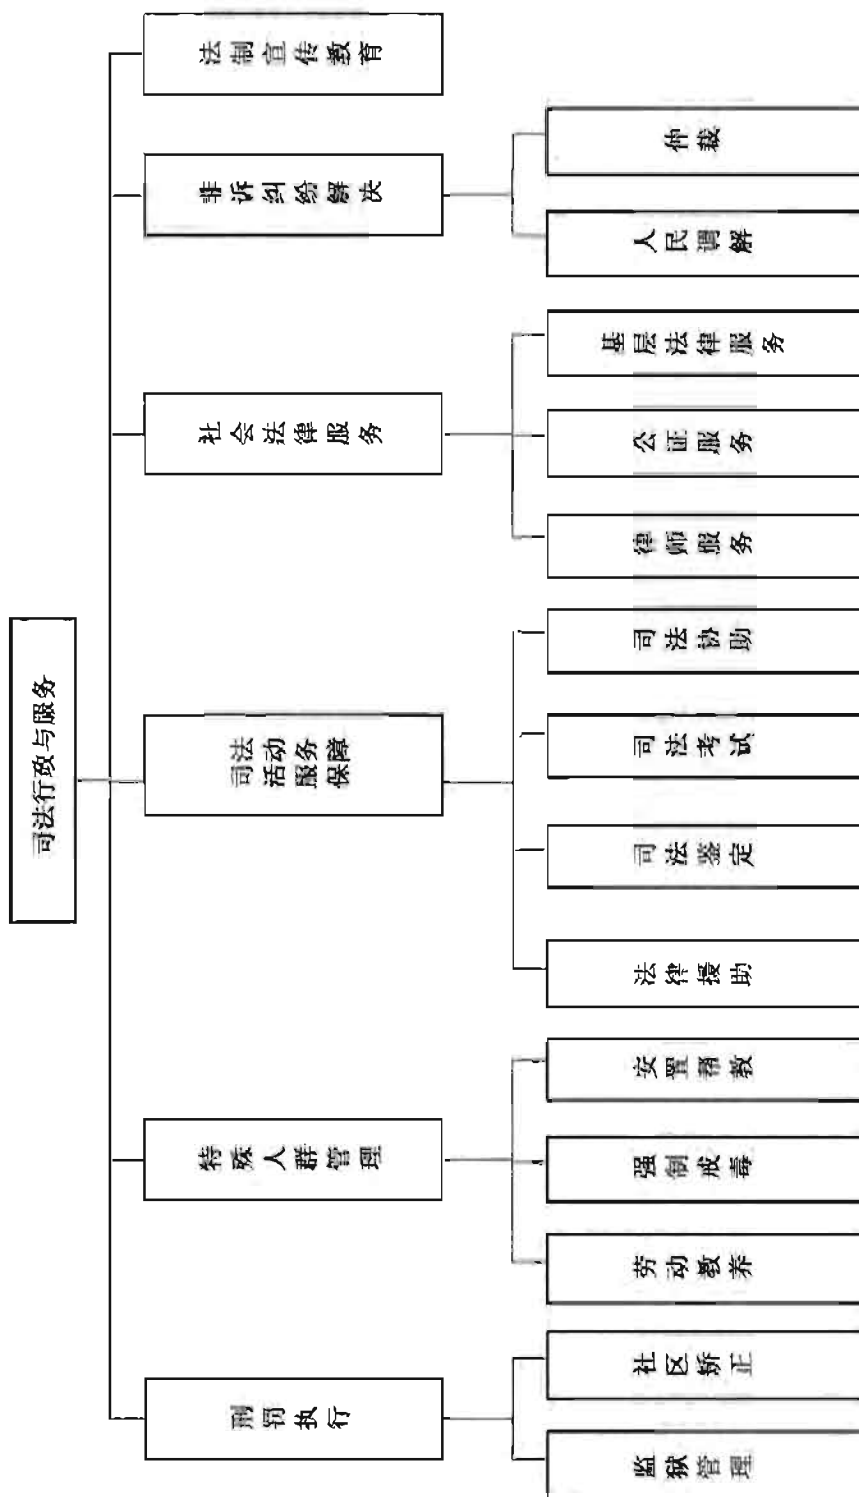 司法行政与服务
刑罚执行
特殊人群管理
司法
活动
服务
保障
社会法律服务
非诉纠纷解决
法制宣传教育
监狱管理
社区矫正
劳动教养
强制戒毒
安置帮教
法律援助
司法鉴定
司法考试
司法协助
律师服务
公证服务
基层法律服务
人民调解
仲裁